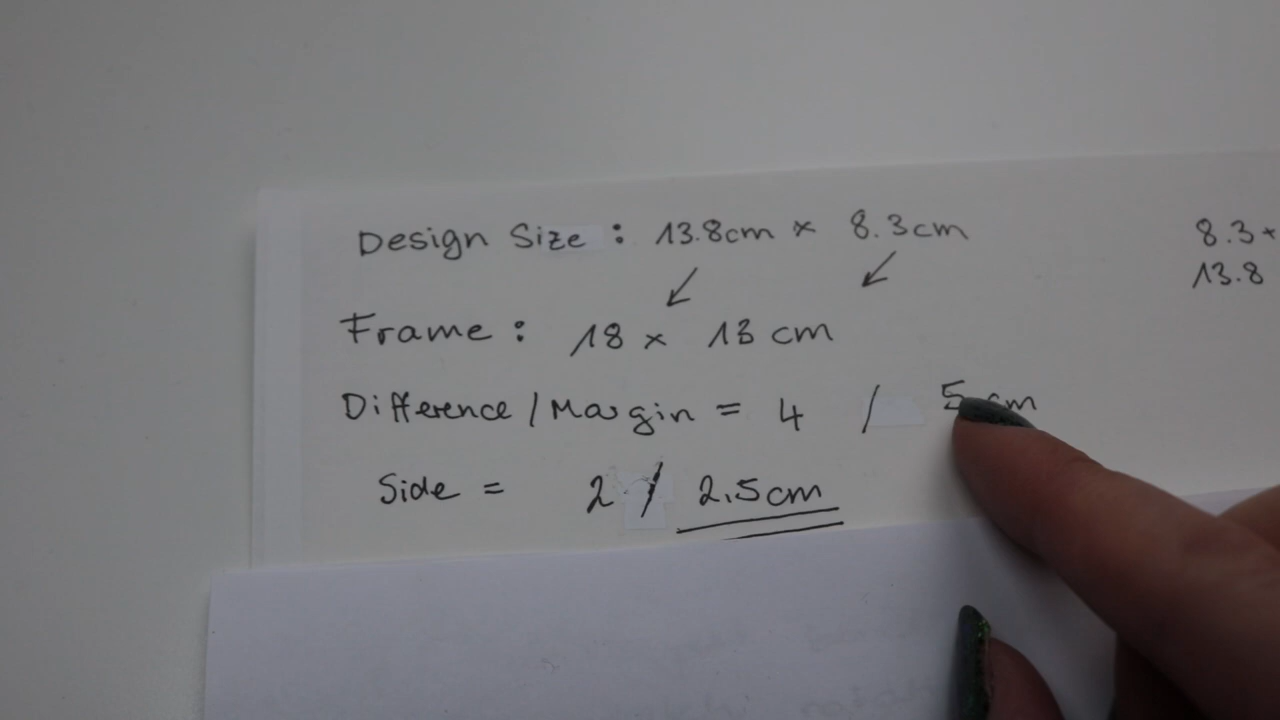 Design Size : 13.8cm × 8.3cm
↙ ↙
Frame : 18 × 13 cm
Difference / Margin = 4 / 5 cm
Side = 2 / 2.5cm
8.3 +
13.8